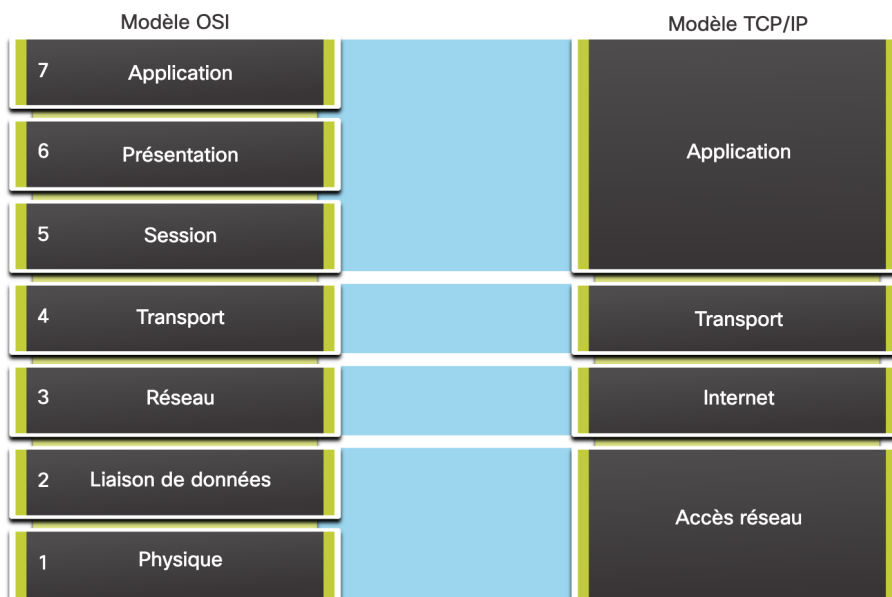 Modèle OSI
Modèle TCP/IP
7 Application
6 Présentation
5 Session
Application
4 Transport
Transport
3 Réseau
Internet
2 Liaison de données
1 Physique
Accès réseau